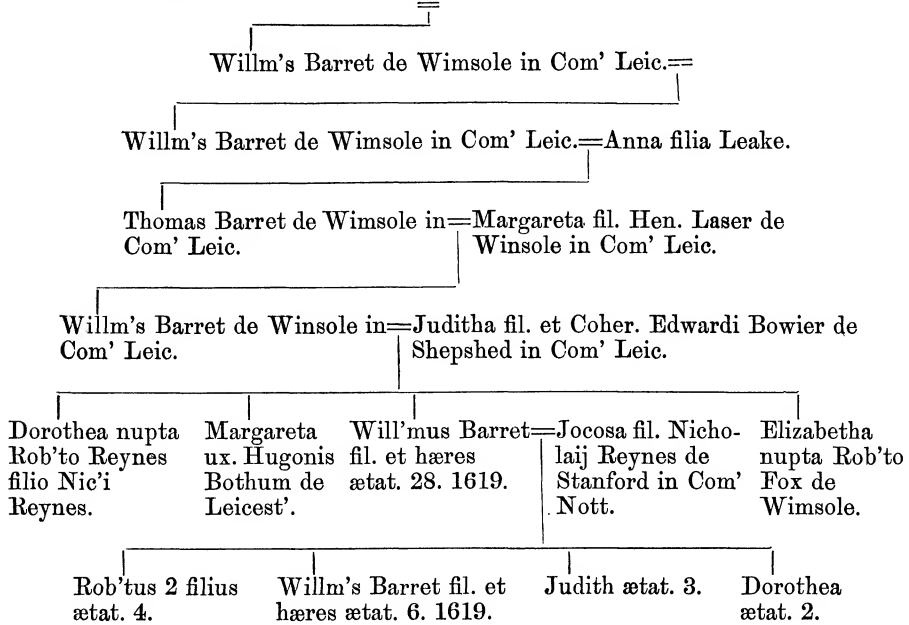 Willm's Barret de Wimsole in Com' Leic.=
Willm's Barret de Wimsole in Com' Leic.=Anna filia Leake.
Thomas Barret de Wimsole in=Margareta fil. Hen. Laser de
Com' Leic.
Winsole in Com' Leic.
Willm's Barret de Winsole in=Juditha fil. et Coher. Edwardi Bowier de
Com' Leic.
Shepshed in Com' Leic.
Dorothea nupta
Rob'to Reynes
filio Nic'i
Reynes.
Margareta
ux. Hugonis
Bothum de
Leicest'.
Will'mus Barret=Jocosa fil. Nicho-
fil. et hæres
ætat. 28. 1619.
laij Reynes de
Stanford in Com'
Nott.
Elizabetha
nupta Rob'to
Fox de
Wimsole.
Rob'tus 2 filius
ætat. 4.
Willm's Barret fil. et
hæres ætat. 6. 1619.
Judith ætat. 3.
Dorothea
ætat. 2.